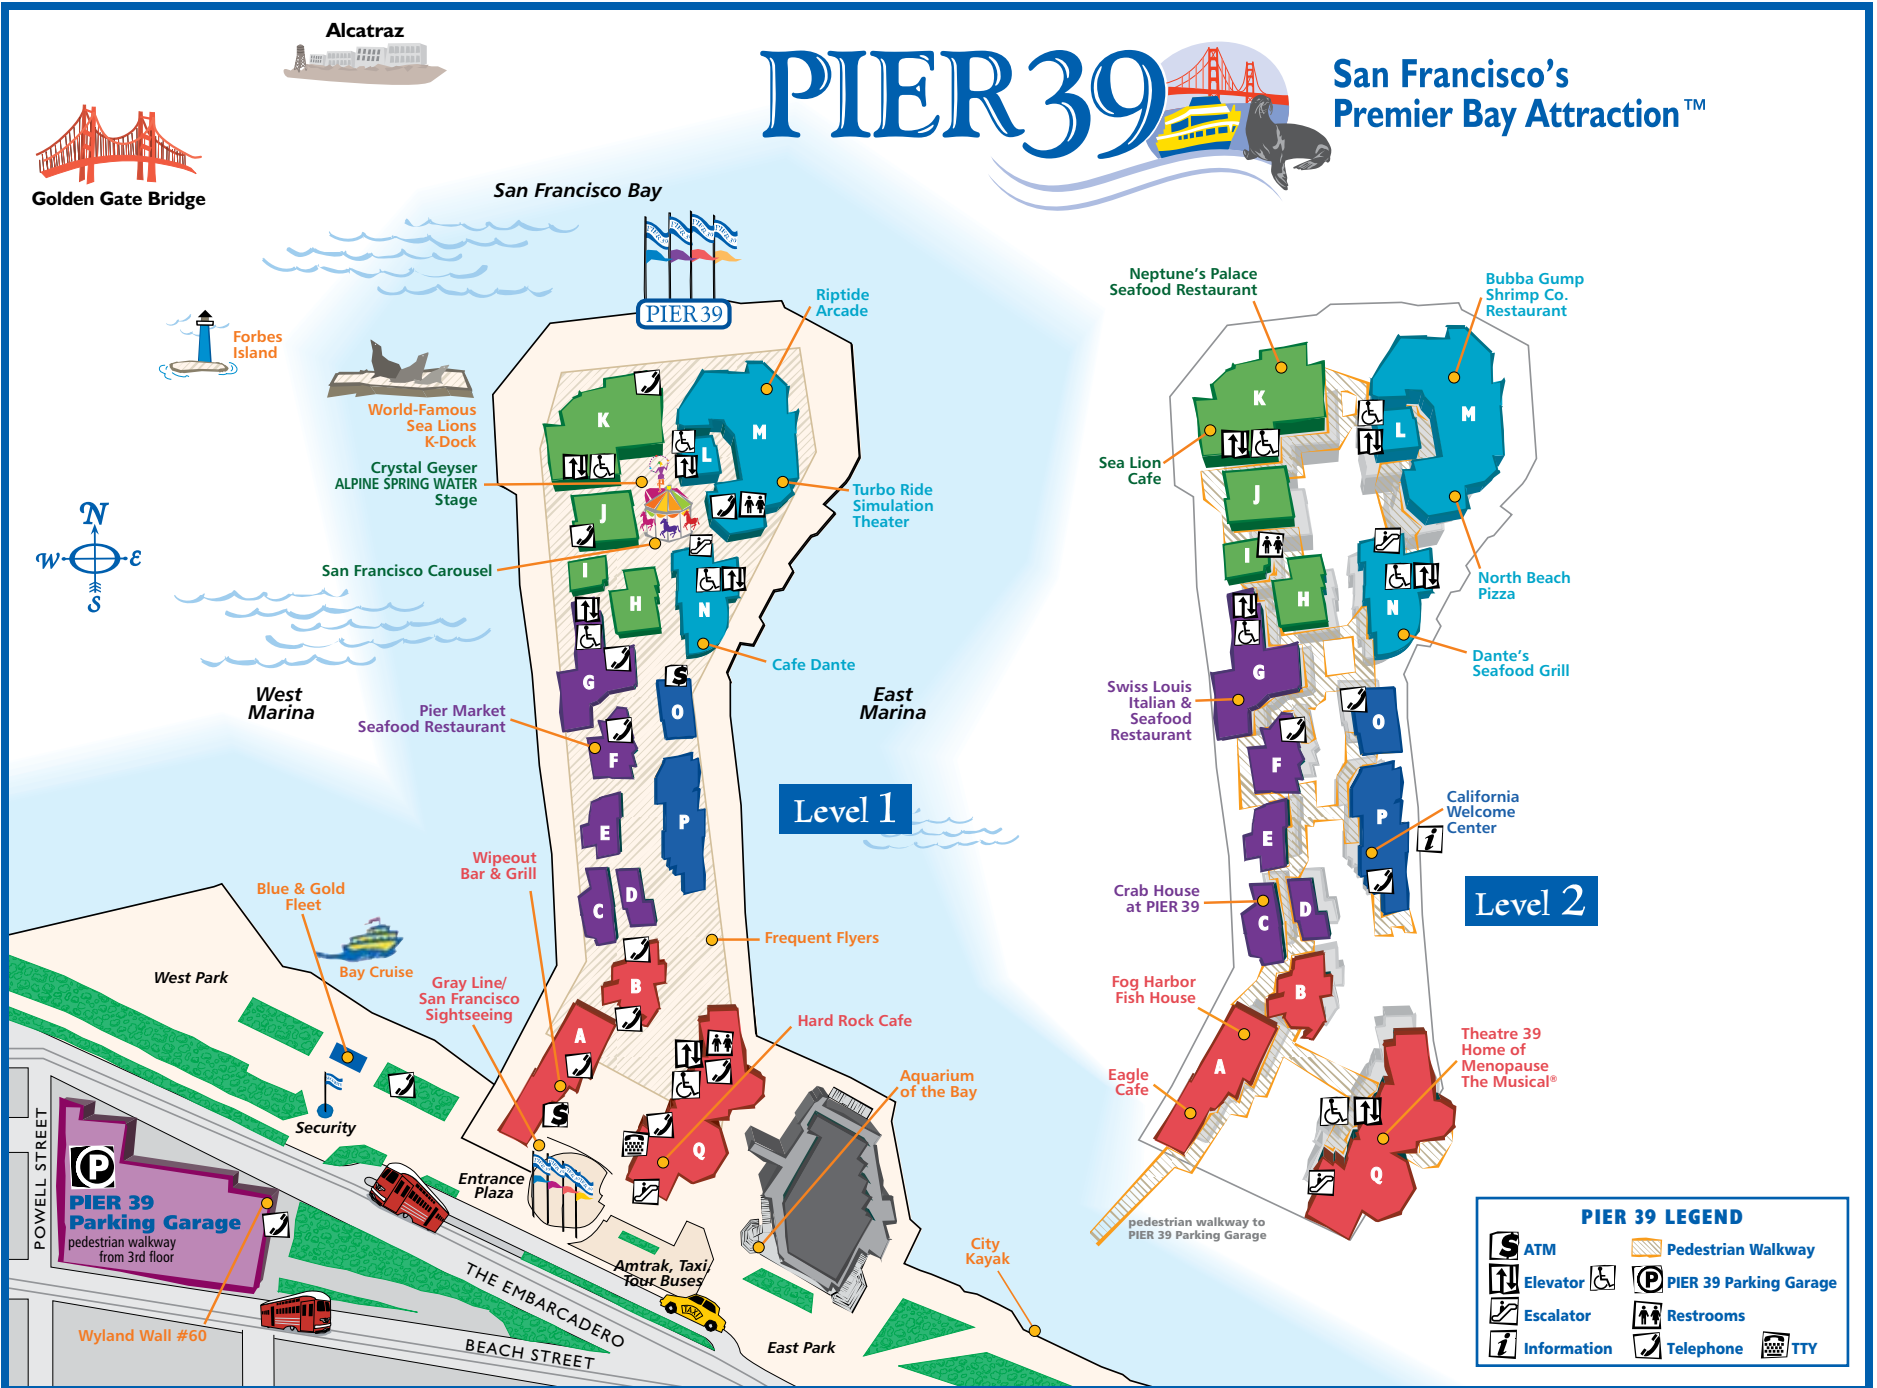 Alcatraz
PIER 39
San Francisco's
Premier Bay Attraction™
Golden Gate Bridge
San Francisco Bay
PIER 39
PIER 39
PIER 39
PIER 39
PIER 39
Riptide
Arcade
Forbes
Island
World-Famous
Sea Lions
K-Dock
Crystal Geyser
ALPINE SPRING WATER
Stage
K
M
L
J
I
H
N
Turbo Ride
Simulation
Theater
N
W
E
S
San Francisco Carousel
Cafe Dante
West
Marina
East
Marina
G
S
O
Pier Market
Seafood Restaurant
F
E
P
Level 1
Wipeout
Bar & Grill
C
D
Blue & Gold
Fleet
Bay Cruise
Frequent Flyers
West Park
Gray Line/
San Francisco
Sightseeing
B
A
Hard Rock Cafe
Aquarium
of the Bay
S
Q
Security
POWELL STREET
P
PIER 39
Parking Garage
pedestrian walkway
from 3rd floor
Entrance
Plaza
Amtrak, Taxi,
Tour Buses
TAXI
City
Kayak
THE EMBARCADERO
BEACH STREET
Wyland Wall #60
East Park
Neptune's Palace
Seafood Restaurant
Bubba Gump
Shrimp Co.
Restaurant
K
M
L
Sea Lion
Cafe
J
I
H
N
North Beach
Pizza
Dante's
Seafood Grill
G
Swiss Louis
Italian &
Seafood
Restaurant
O
F
P
E
California
Welcome
Center
i
Crab House
at PIER 39
C
D
Level 2
Fog Harbor
Fish House
B
A
Eagle
Cafe
Theatre 39
Home of
Menopause
The Musical®
Q
pedestrian walkway to
PIER 39 Parking Garage
PIER 39 LEGEND
S ATM
Pedestrian Walkway
Elevator
P PIER 39 Parking Garage
Escalator
Restrooms
i Information
Telephone
TTY